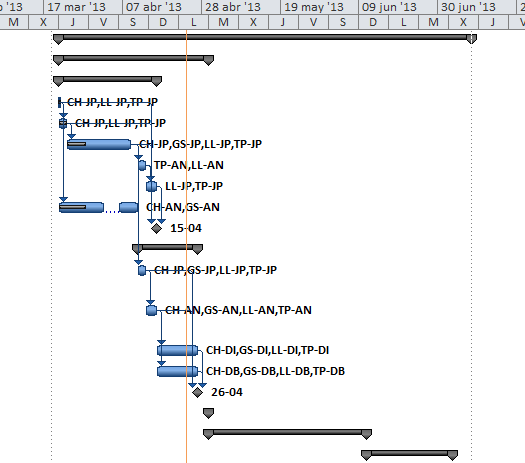 o '13 17 mar '13 07 abr '13 28 abr '13 19 may '13 09 jun '13 30 jun '13 2
M X J V S D L M X J V S D L M X J
CH-JP,LL-JP,TP-JP
CH-JP,LL-JP,TP-JP
CH-JP,GS-JP,LL-JP,TP-JP
TP-AN,LL-AN
LL-JP,TP-JP
CH-AN,GS-AN
15-04
CH-JP,GS-JP,LL-JP,TP-JP
CH-AN,GS-AN,LL-AN,TP-AN
CH-DI,GS-DI,LL-DI,TP-DI
CH-DB,GS-DB,LL-DB,TP-DB
26-04